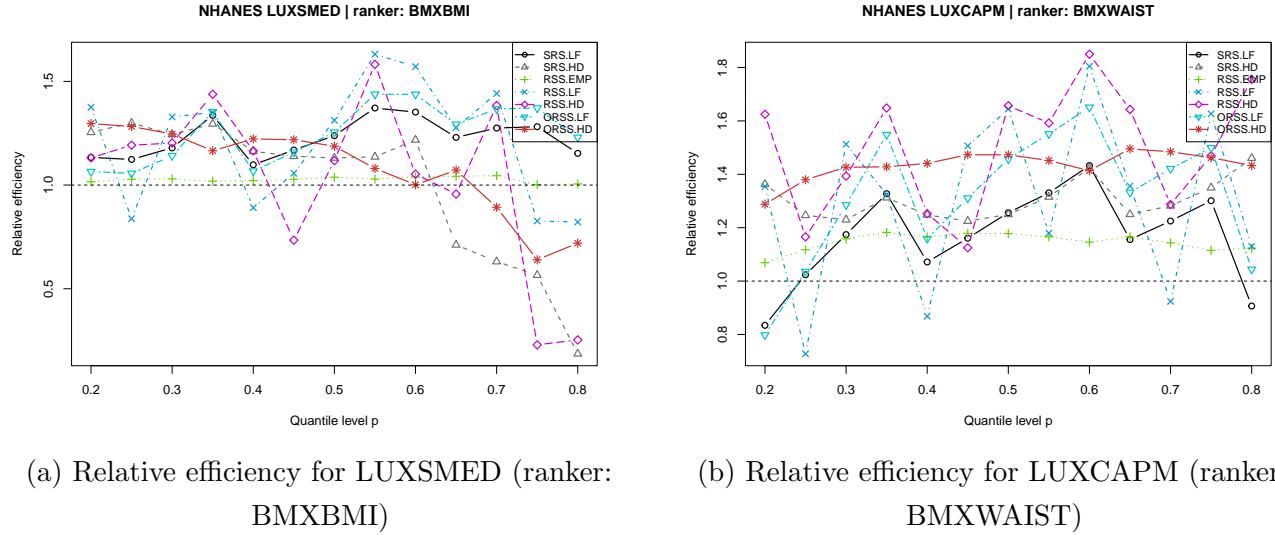 NHANES LUXSMED | ranker: BMXBMI
Relative efficiency
1.5
1.0
0.5
0.2 0.3 0.4 0.5 0.6 0.7 0.8
Quantile level p
SRS.LF
SRS.HD
RSS.EMP
RSS.LF
RSS.HD
ORSS.LF
ORSS.HD
(a) Relative efficiency for LUXSMED (ranker:
BMXBMI)
NHANES LUXCAPM | ranker: BMXWAIST
Relative efficiency
1.8
1.6
1.4
1.2
1.0
0.8
0.2 0.3 0.4 0.5 0.6 0.7 0.8
Quantile level p
SRS.LF
SRS.HD
RSS.EMP
RSS.LF
RSS.HD
ORSS.LF
ORSS.HD
(b) Relative efficiency for LUXCAPM (ranker
BMXWAIST)